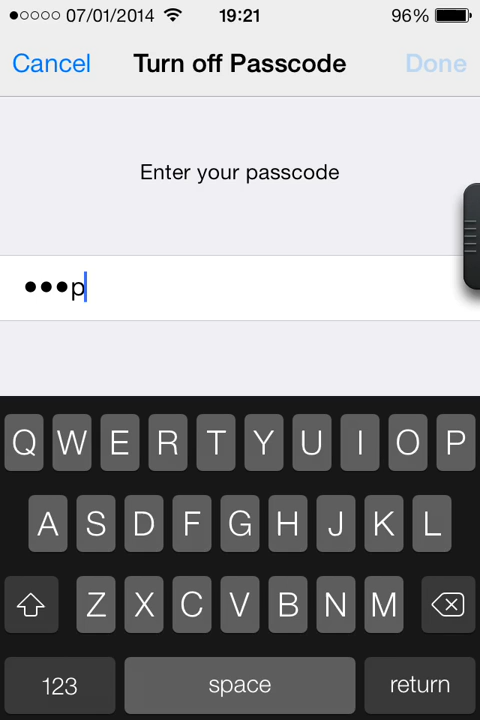 07/01/2014 19:21 96%
Cancel Turn off Passcode Done
Enter your passcode
•••p
Q W E R T Y U I O P
A S D F G H J K L
Z X C V B N M
123 space return